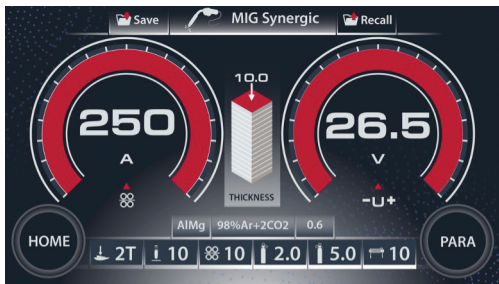 Save
MIG Synergic
Recall
10.0
250
A
26.5
V
-U+
THICKNESS
AlMg 98%Ar+2CO2 0.6
HOME
PARA
2T 10 10 2.0 5.0 10